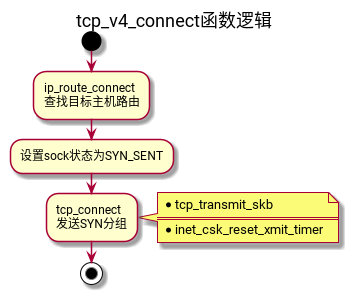 tcp_v4_connect函数逻辑
ip_route_connect
查找目标主机路由
设置sock状态为SYN_SENT
tcp_connect
发送SYN分组
• tcp_transmit_skb
• inet_csk_reset_xmit_timer